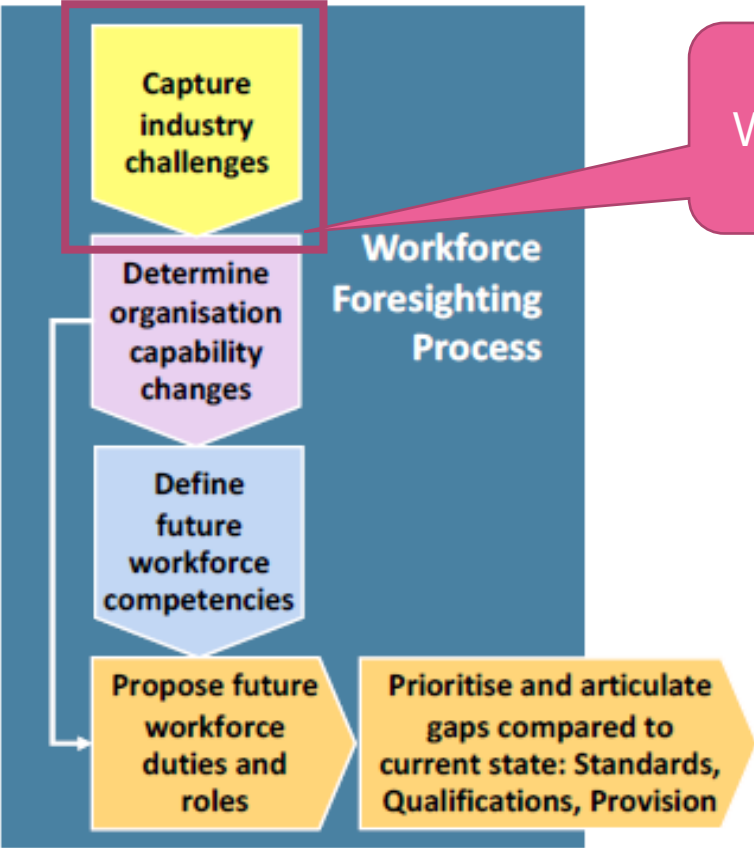 Capture
industry
challenges
Workforce
Foresighting
Process
Determine
organisation
capability
changes
Define
future
workforce
competencies
Propose future
workforce
duties and
roles
Prioritise and articulate
gaps compared to
current state: Standards,
Qualifications, Provision